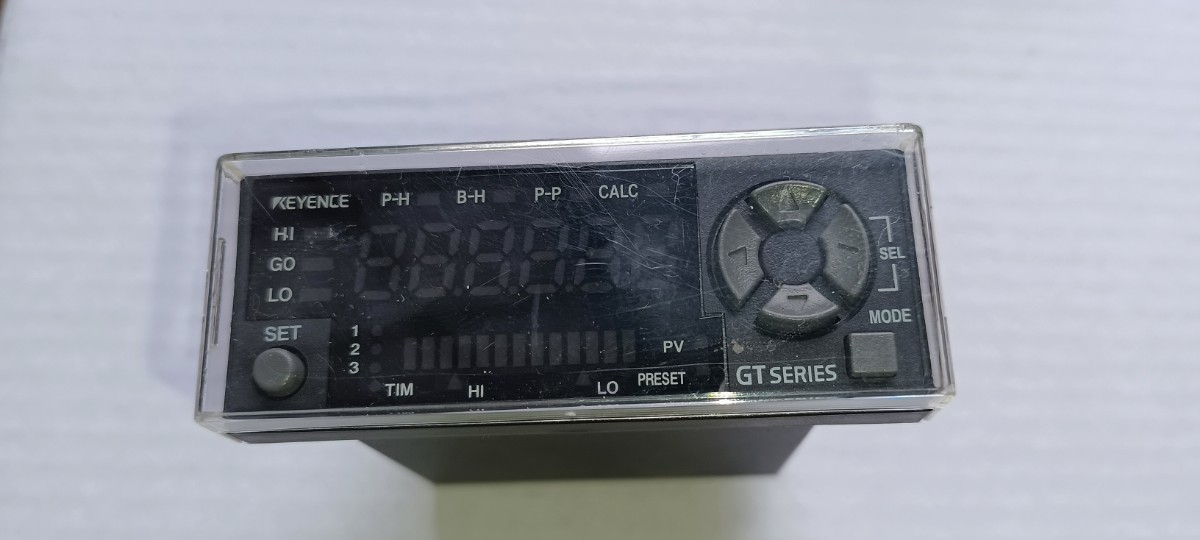 KEYENCE P-H B-H P-P CALC
HI
GO
LO
SEL
SET
MODE
1
2
3
PV
TIM HI LO PRESET
GT SERIES